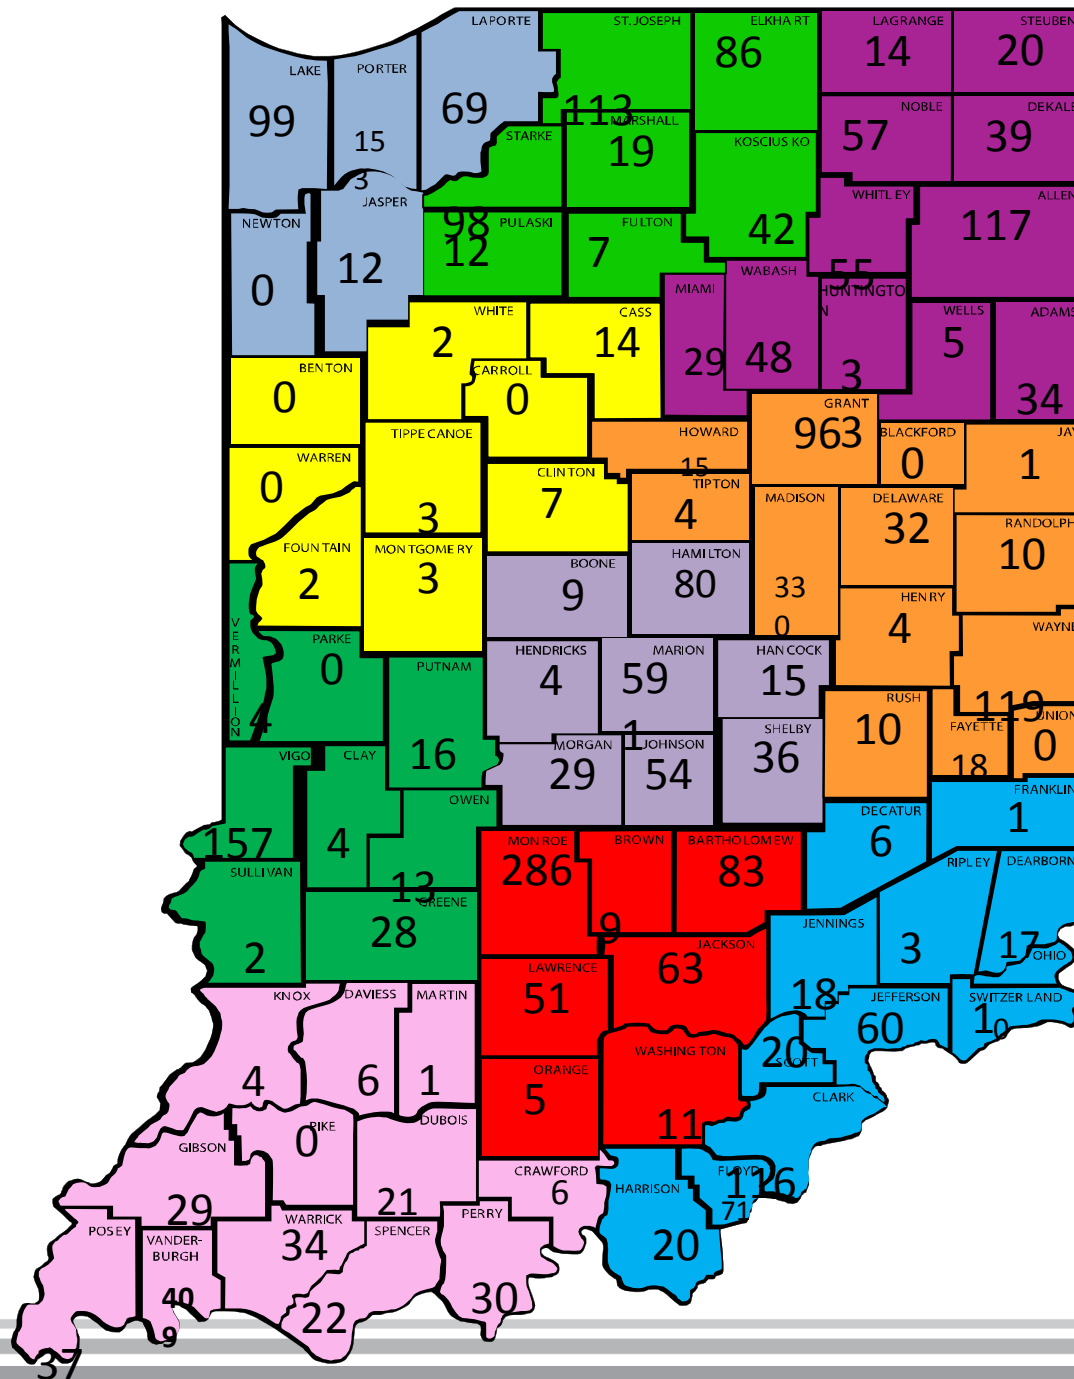 LAPORTE
ST. JOSEPH
ELKHART
LAGRANGE
STEUBEN
69
113
86
14
20
LAKE
PORTER
99
15
3
STARKE
98
MARSHALL
19
KOSCIUSKO
42
NOBLE
57
DEKALB
39
WHITLEY
55
ALLEN
117
NEWTON
0
JASPER
12
PULASKI
12
FULTON
7
MIAMI
29
WABASH
48
HUNTINGTO
N
3
WELLS
5
ADAMS
34
WHITE
2
CASS
14
CARROLL
0
BENTON
0
WARREN
0
TIPPECANOE
3
CLINTON
7
HOWARD
15
TIPTON
4
GRANT
963
BLACKFORD
0
JAY
1
MADISON
33
0
DELAWARE
32
RANDOLPH
10
FOUNTAIN
2
MONTGOMERY
3
BOONE
9
HAMILTON
80
HENRY
4
WAYNE
119
VERMILLION
4
PARKE
0
PUTNAM
16
HENDRICKS
4
MARION
59
1
HANCOCK
15
RUSH
10
FAYETTE
18
UNION
0
VIGO
157
CLAY
4
OWEN
13
MORGAN
29
JOHNSON
54
SHELBY
36
FRANKLIN
1
DECATUR
6
SULLIVAN
2
GREENE
28
MONROE
286
BROWN
9
BARTHOLOMEW
83
JENNINGS
18
RIPLEY
3
DEARBORN
17
OHIO
LAWRENCE
51
JACKSON
63
JEFFERSON
60
SWITZERLAND
1
0
KNOX
4
DAVIESS
6
MARTIN
1
ORANGE
5
WASHINGTON
11
SCOTT
20
CLARK
116
GIBSON
29
PIKE
0
DUBOIS
21
CRAWFORD
6
HARRISON
20
FLOYD
71
POSEY
37
VANDER-
BURGH
40
9
WARRICK
34
SPENCER
22
PERRY
30